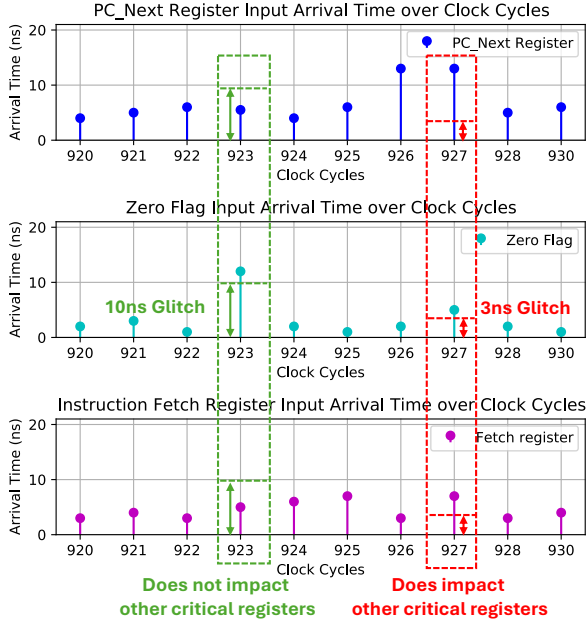 PC_Next Register Input Arrival Time over Clock Cycles
Arrival Time (ns)
20
10
0
PC_Next Register
920 921 922 923 924 925 926 927 928 930
Clock Cycles
Zero Flag Input Arrival Time over Clock Cycles
Arrival Time (ns)
20
10
0
Zero Flag
10ns Glitch
3ns Glitch
920 921 922 923 924 925 926 927 928 930
Clock Cycles
Instruction Fetch Register Input Arrival Time over Clock Cycles
Arrival Time (ns)
20
10
0
Fetch register
920 921 922 923 924 925 926 927 928 930
Clock Cycles
Does not impact
other critical registers
Does impact
other critical registers